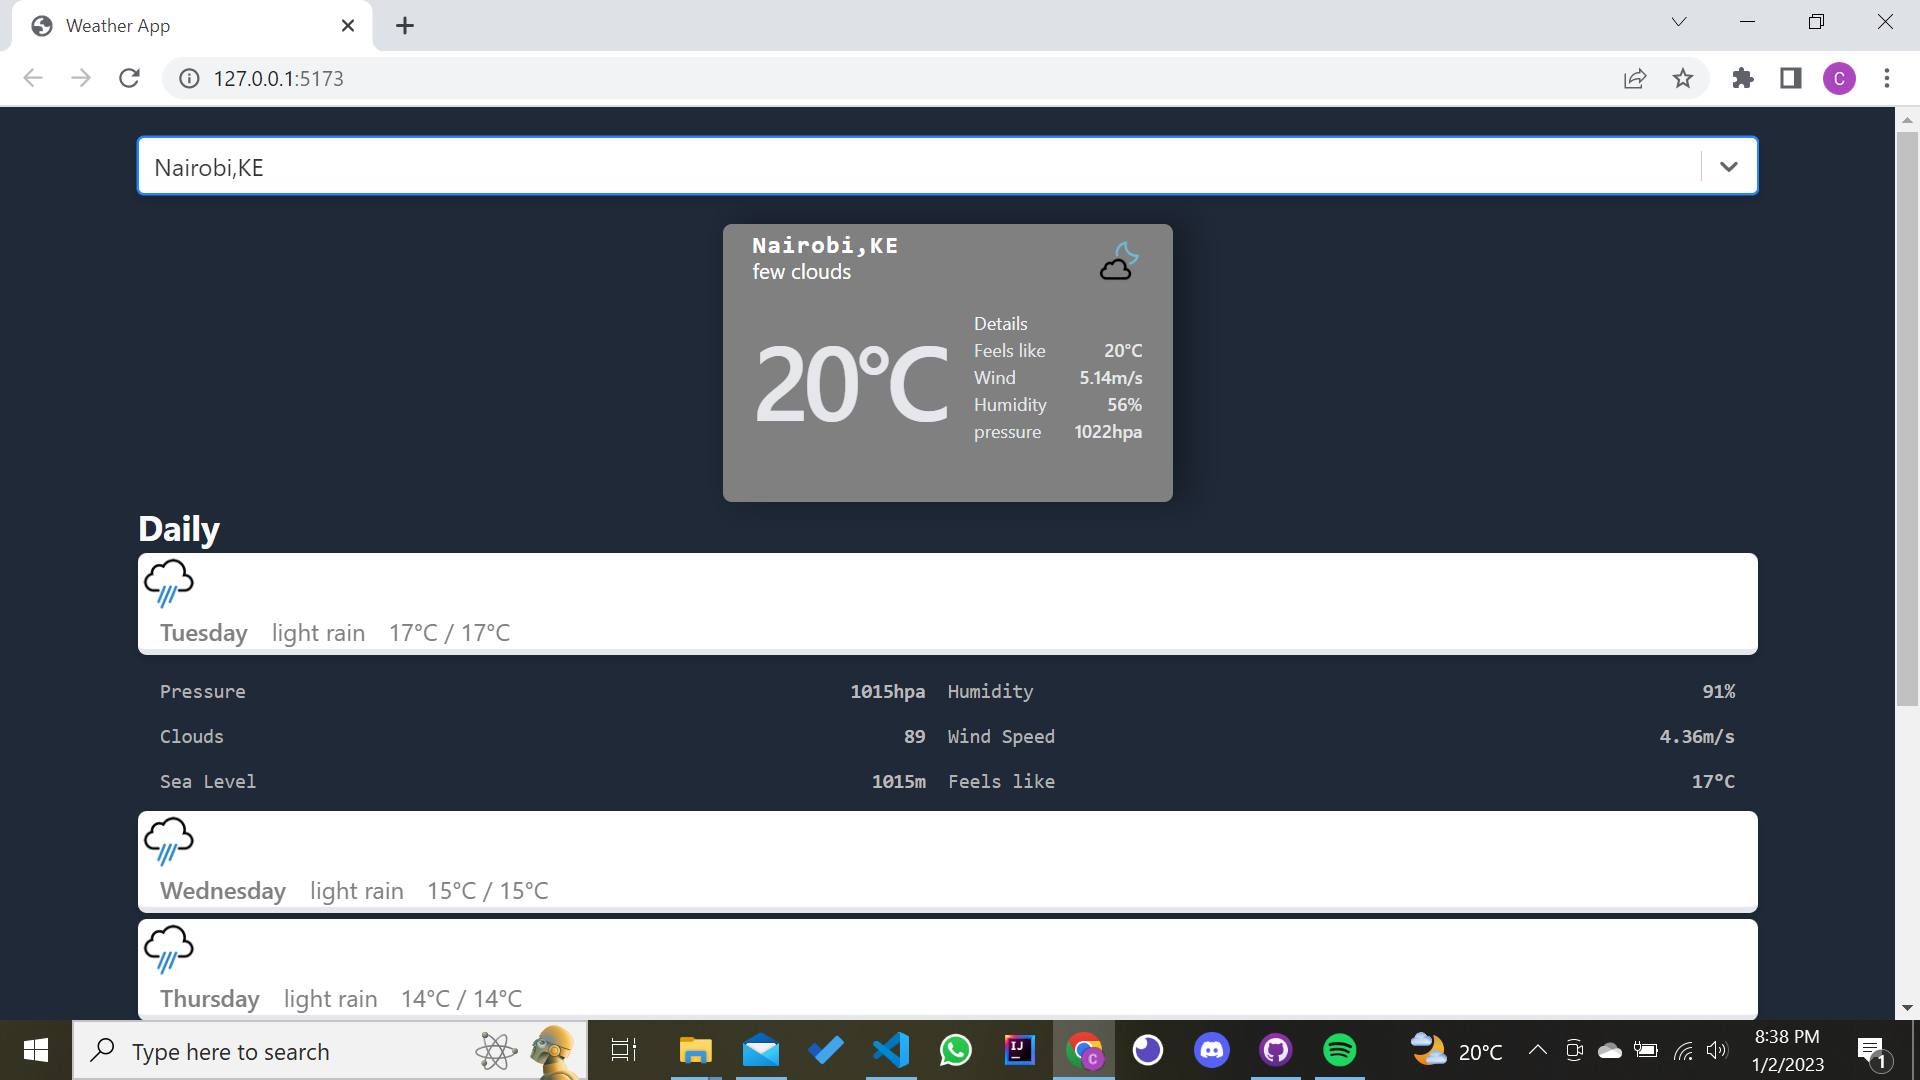 Weather App
127.0.0.1:5173
C
Nairobi,KE
Nairobi,KE
few clouds
20°C
Details
Feels like 20°C
Wind 5.14m/s
Humidity 56%
pressure 1022hpa
Daily
Tuesday light rain 17°C / 17°C
Pressure 1015hpa Humidity 91%
Clouds 89 Wind Speed 4.36m/s
Sea Level 1015m Feels like 17°C
Wednesday light rain 15°C / 15°C
Thursday light rain 14°C / 14°C
Type here to search
IJ
C
20°C
8:38 PM
1/2/2023
1